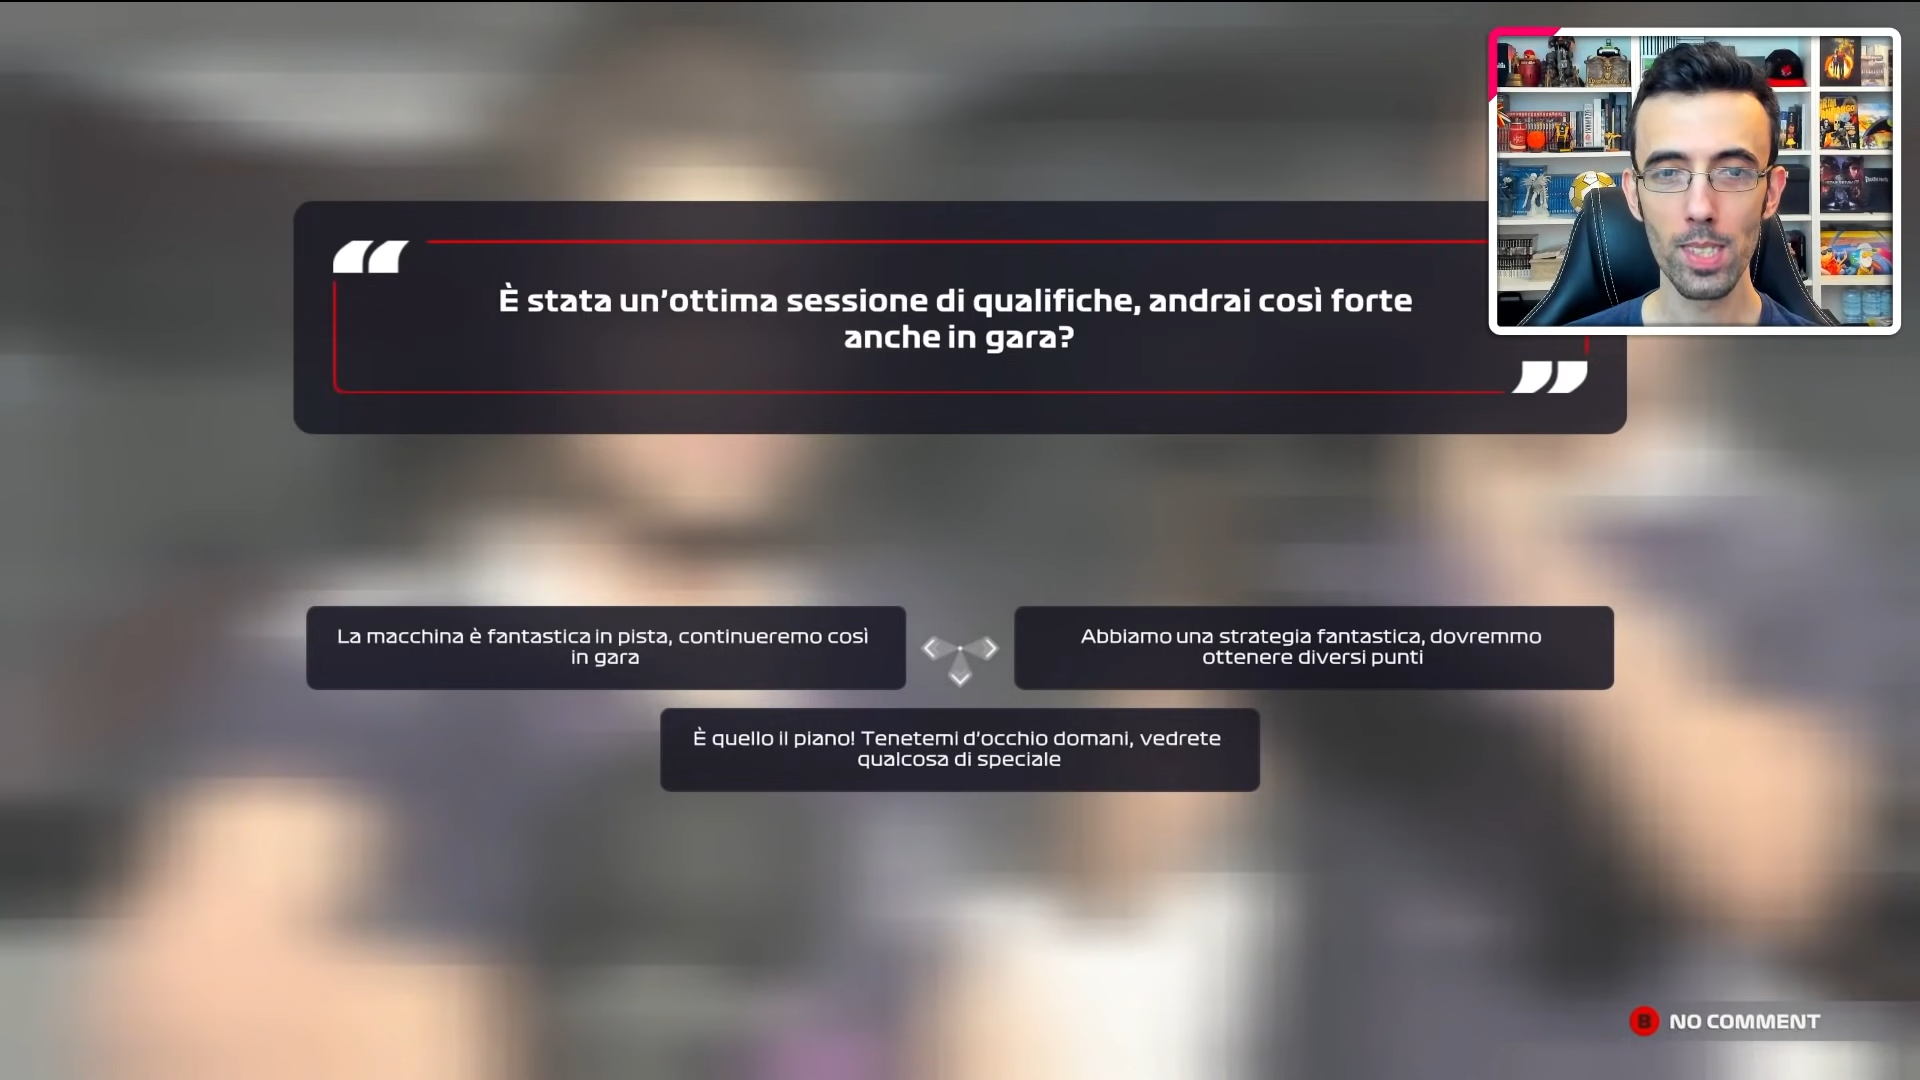 È stata un'ottima sessione di qualifiche, andrai così forte
anche in gara?
La macchina è fantastica in pista, continueremo così
in gara
Abbiamo una strategia fantastica, dovremmo
ottenere diversi punti
È quello il piano! Tenetemi d'occhio domani, vedrete
qualcosa di speciale
B NO COMMENT